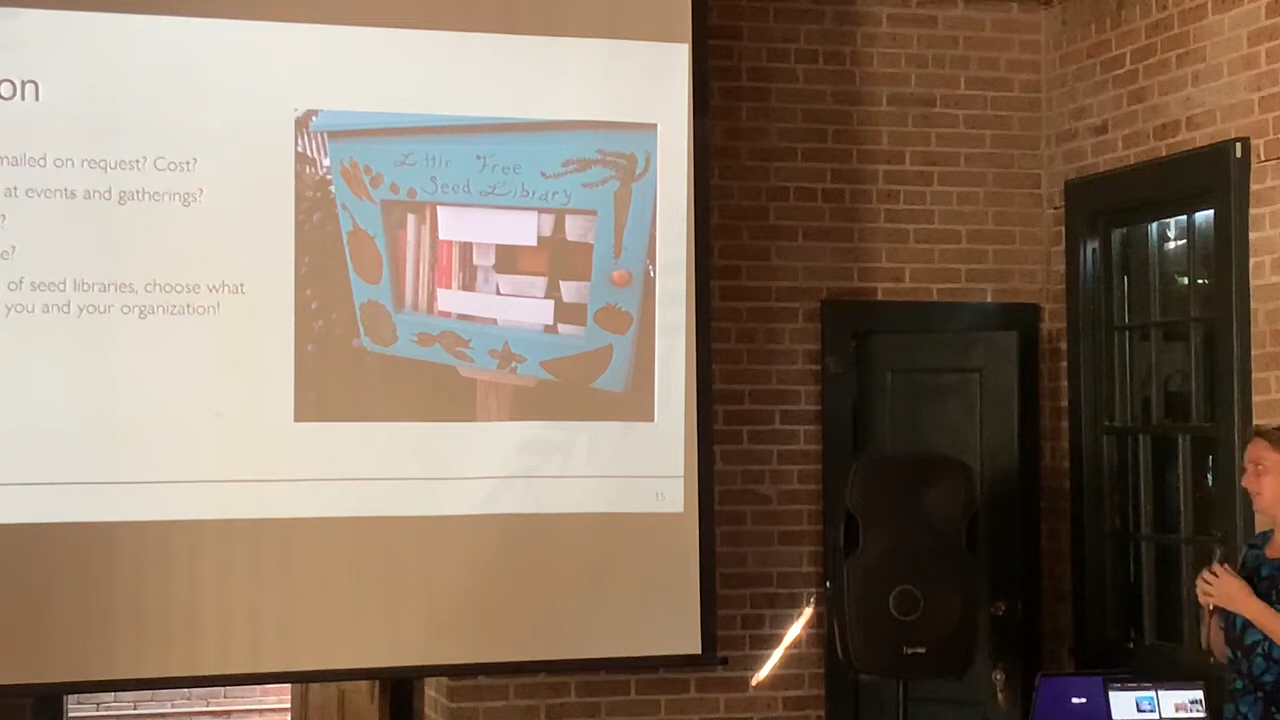 on
mailed on request? Cost?
at events and gatherings?
?
e?
of seed libraries, choose what
you and your organization!
Little Free
Seed Library
15